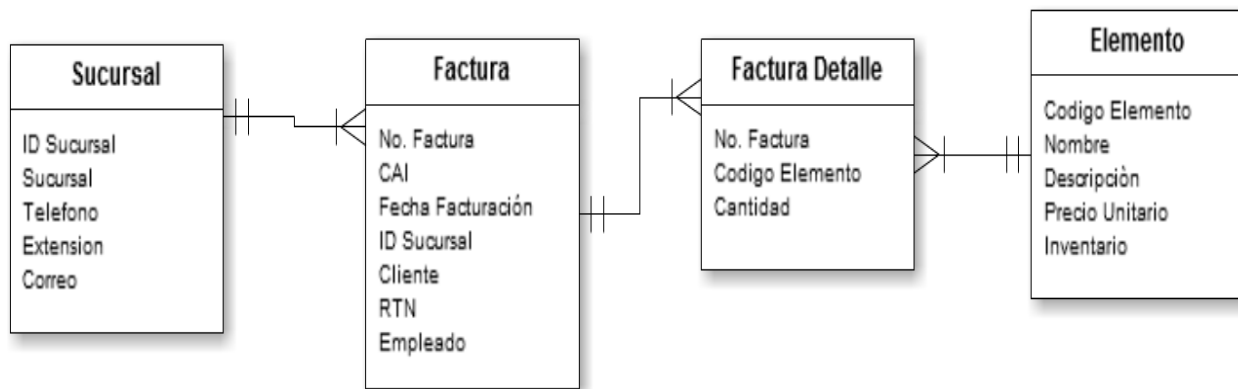 Sucursal
ID Sucursal
Sucursal
Telefono
Extension
Correo
Factura
No. Factura
CAI
Fecha Facturación
ID Sucursal
Cliente
RTN
Empleado
Factura Detalle
No. Factura
Codigo Elemento
Cantidad
Elemento
Codigo Elemento
Nombre
Descripciòn
Precio Unitario
Inventario